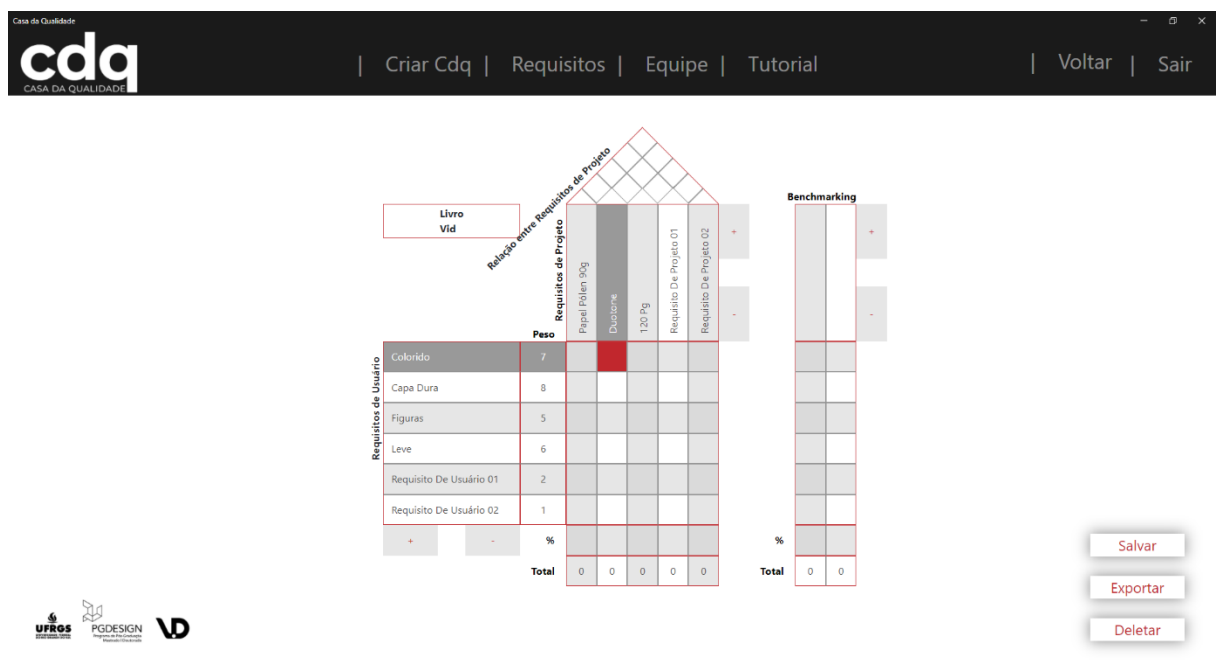 Casa da Qualidade
cdq
CASA DA QUALIDADE
| Criar Cdq | Requisitos | Equipe | Tutorial
| Voltar | Sair
Relação entre Requisitos de Projeto
Benchmarking
Livro
Vid
Requisitos de Projeto
Papel Pólen 90g
Duotone
120 Pg
Requisito De Projeto 01
Requisito De Projeto 02
+
-
+
-
Peso
Requisitos de Usuário
Colorido 7
Capa Dura 8
Figuras 5
Leve 6
Requisito De Usuário 01 2
Requisito De Usuário 02 1
+ - % %
Total 0 0 0 0 0 Total 0 0
Salvar
Exportar
Deletar
UFRGS
PGDESIGN
VD